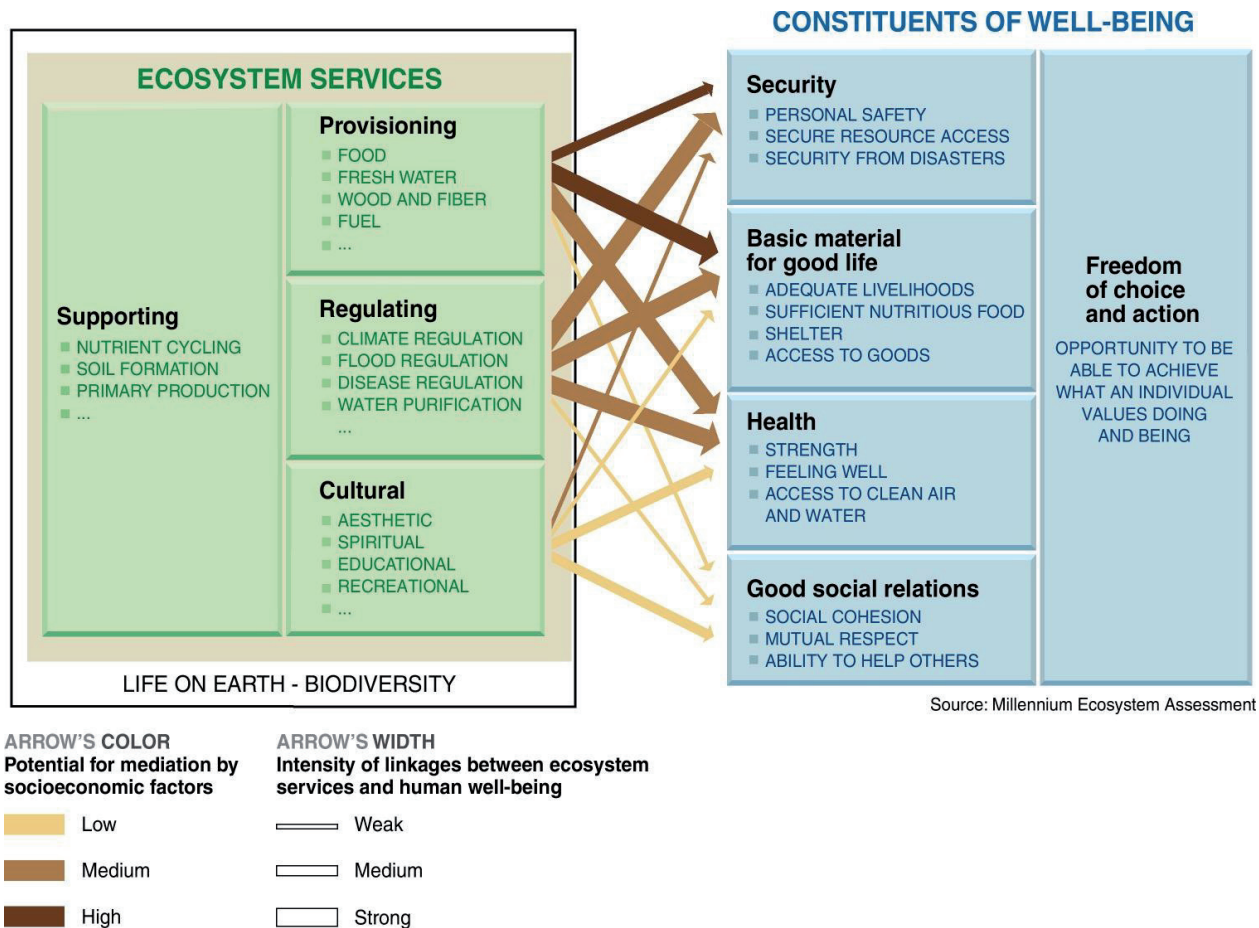 CONSTITUENTS OF WELL-BEING
ECOSYSTEM SERVICES
Supporting
NUTRIENT CYCLING
SOIL FORMATION
PRIMARY PRODUCTION
...
Provisioning
FOOD
FRESH WATER
WOOD AND FIBER
FUEL
...
Regulating
CLIMATE REGULATION
FLOOD REGULATION
DISEASE REGULATION
WATER PURIFICATION
...
Cultural
AESTHETIC
SPIRITUAL
EDUCATIONAL
RECREATIONAL
...
LIFE ON EARTH - BIODIVERSITY
Security
PERSONAL SAFETY
SECURE RESOURCE ACCESS
SECURITY FROM DISASTERS
Basic material
for good life
ADEQUATE LIVELIHOODS
SUFFICIENT NUTRITIOUS FOOD
SHELTER
ACCESS TO GOODS
Health
STRENGTH
FEELING WELL
ACCESS TO CLEAN AIR
AND WATER
Good social relations
SOCIAL COHESION
MUTUAL RESPECT
ABILITY TO HELP OTHERS
Freedom
of choice
and action
OPPORTUNITY TO BE
ABLE TO ACHIEVE
WHAT AN INDIVIDUAL
VALUES DOING
AND BEING
Source: Millennium Ecosystem Assessment
ARROW'S COLOR
Potential for mediation by
socioeconomic factors
Low
Medium
High
ARROW'S WIDTH
Intensity of linkages between ecosystem
services and human well-being
Weak
Medium
Strong